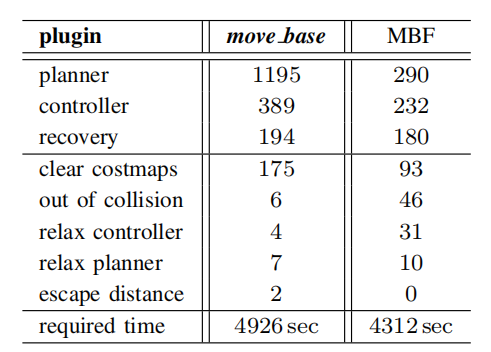 plugin move_base MBF
planner 1195 290
controller 389 232
recovery 194 180
clear costmaps 175 93
out of collision 6 46
relax controller 4 31
relax planner 7 10
escape distance 2 0
required time 4926 sec 4312 sec